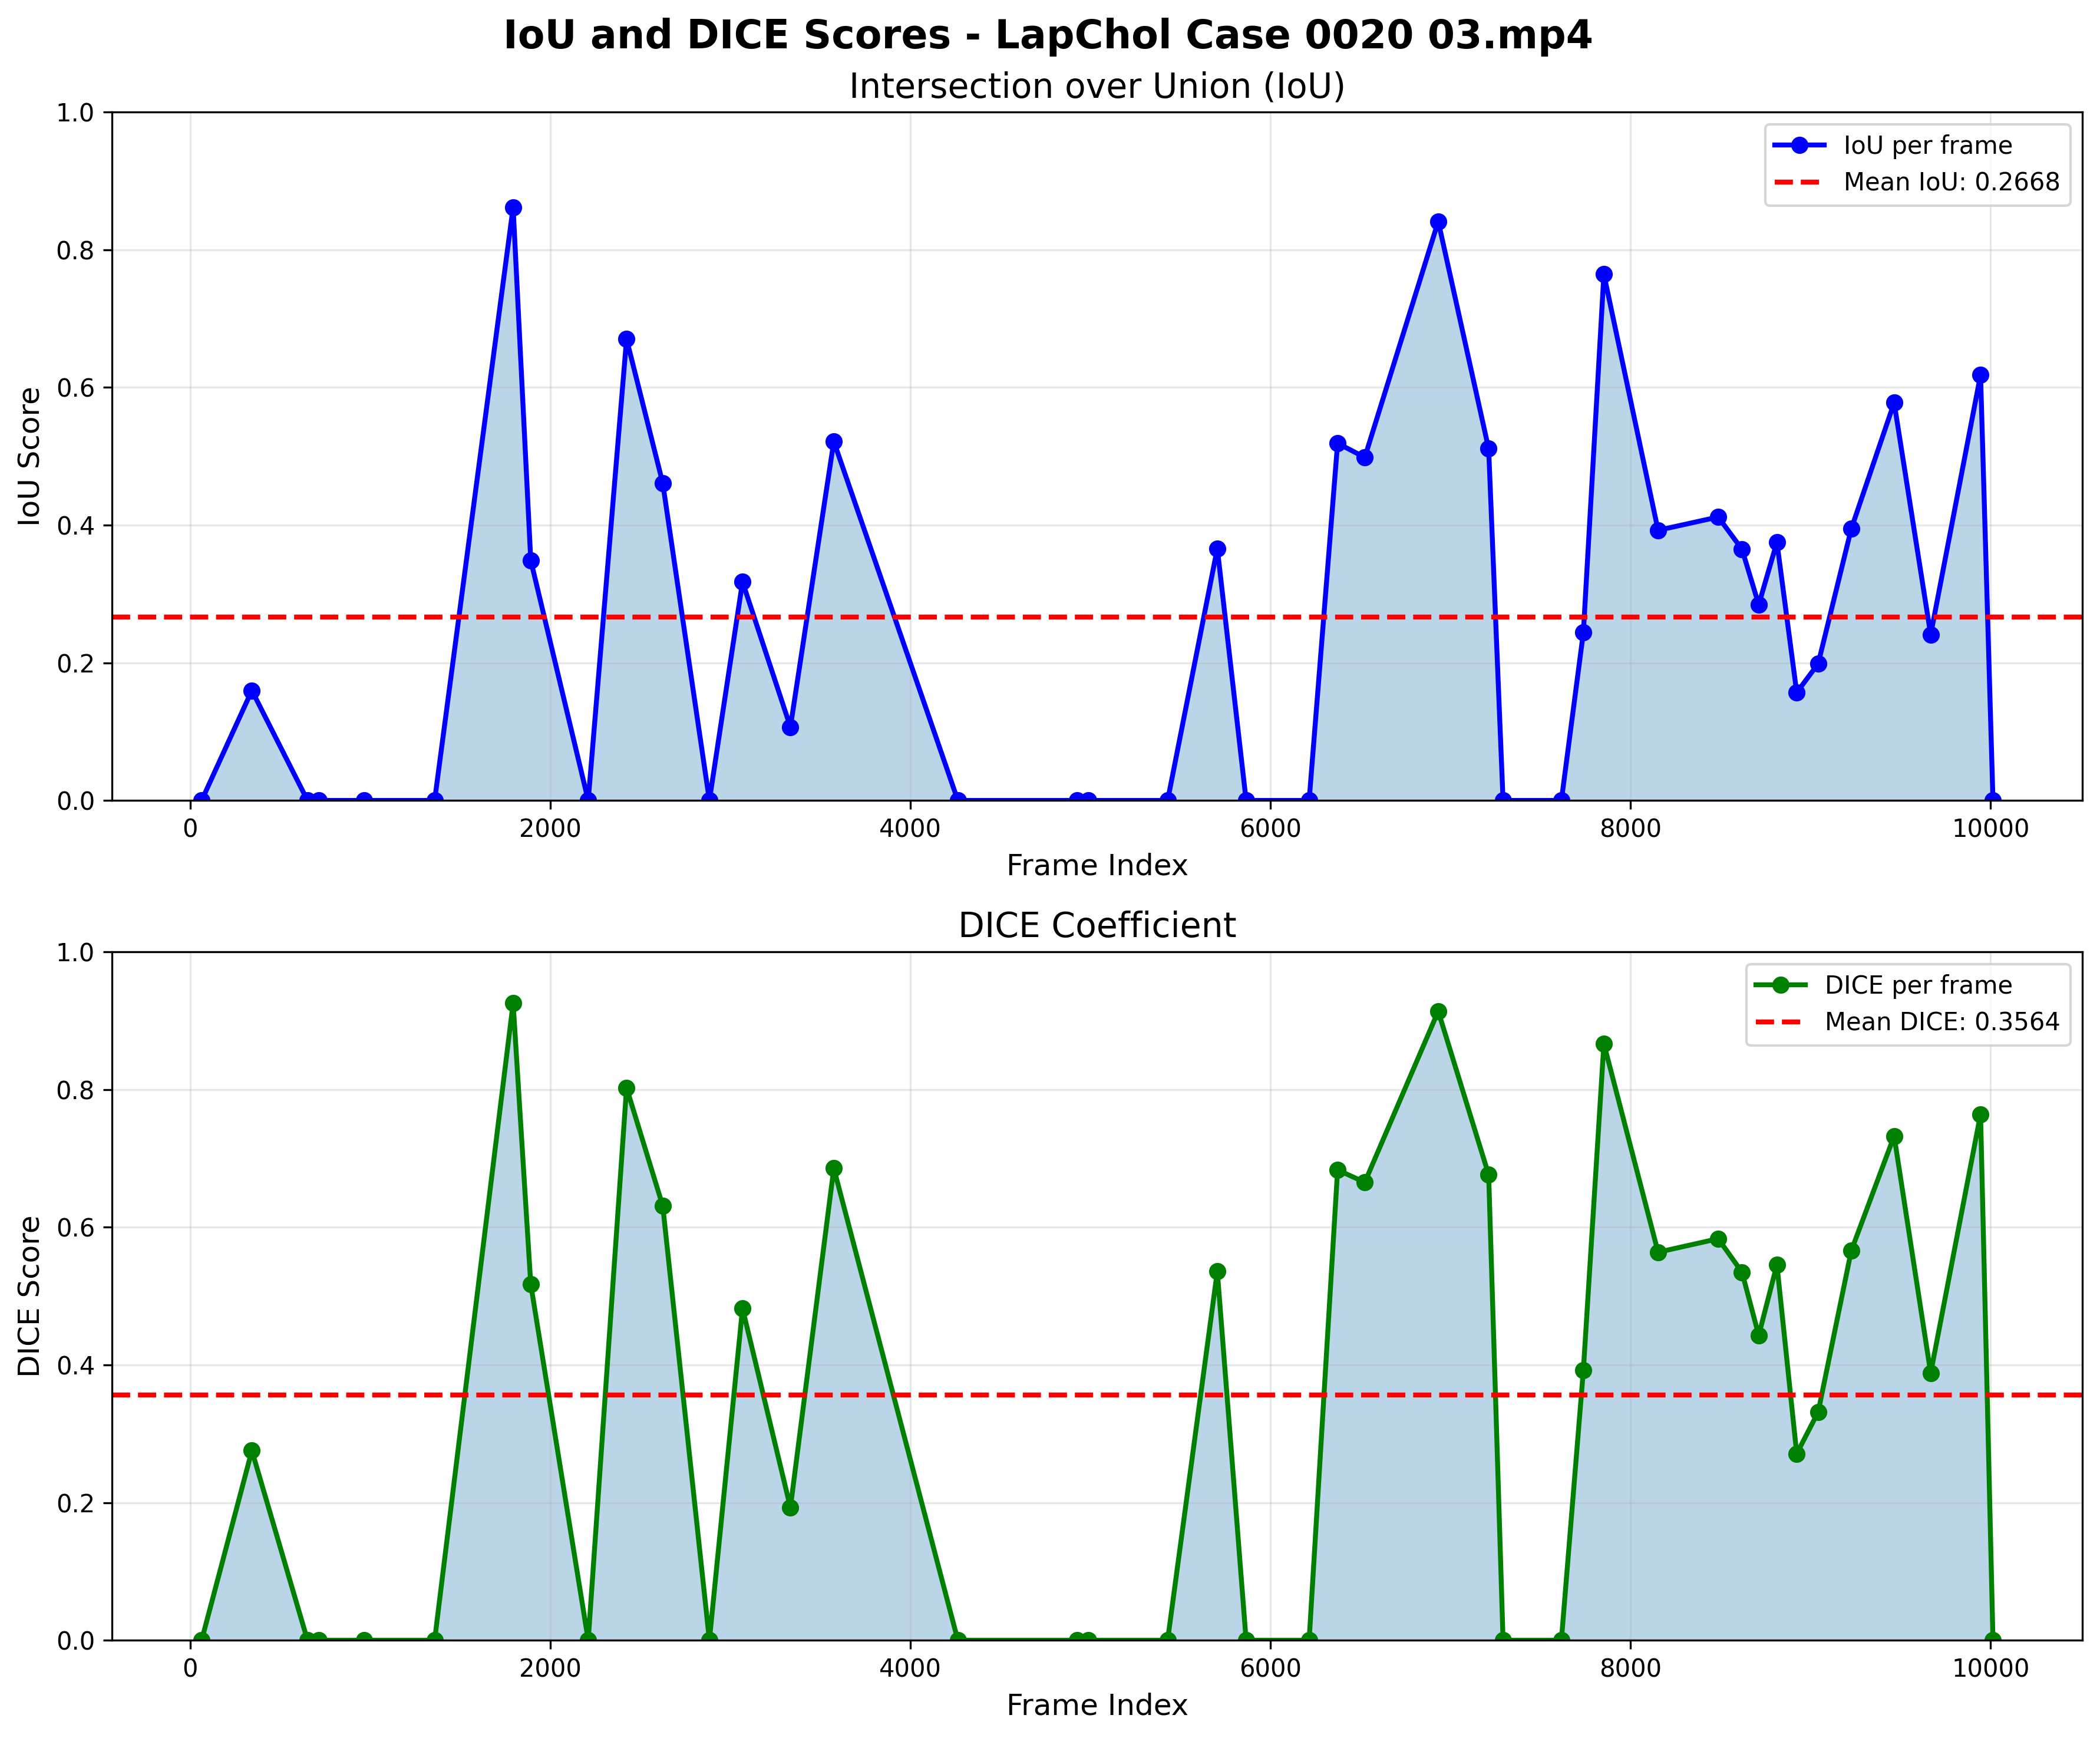 IoU and DICE Scores - LapChol Case 0020 03.mp4
Intersection over Union (IoU)
1.0
0.8
0.6
0.4
0.2
0.0
IoU Score
IoU per frame
Mean IoU: 0.2668
0 2000 4000 6000 8000 10000
Frame Index
DICE Coefficient
1.0
0.8
0.6
0.4
0.2
0.0
DICE Score
DICE per frame
Mean DICE: 0.3564
0 2000 4000 6000 8000 10000
Frame Index